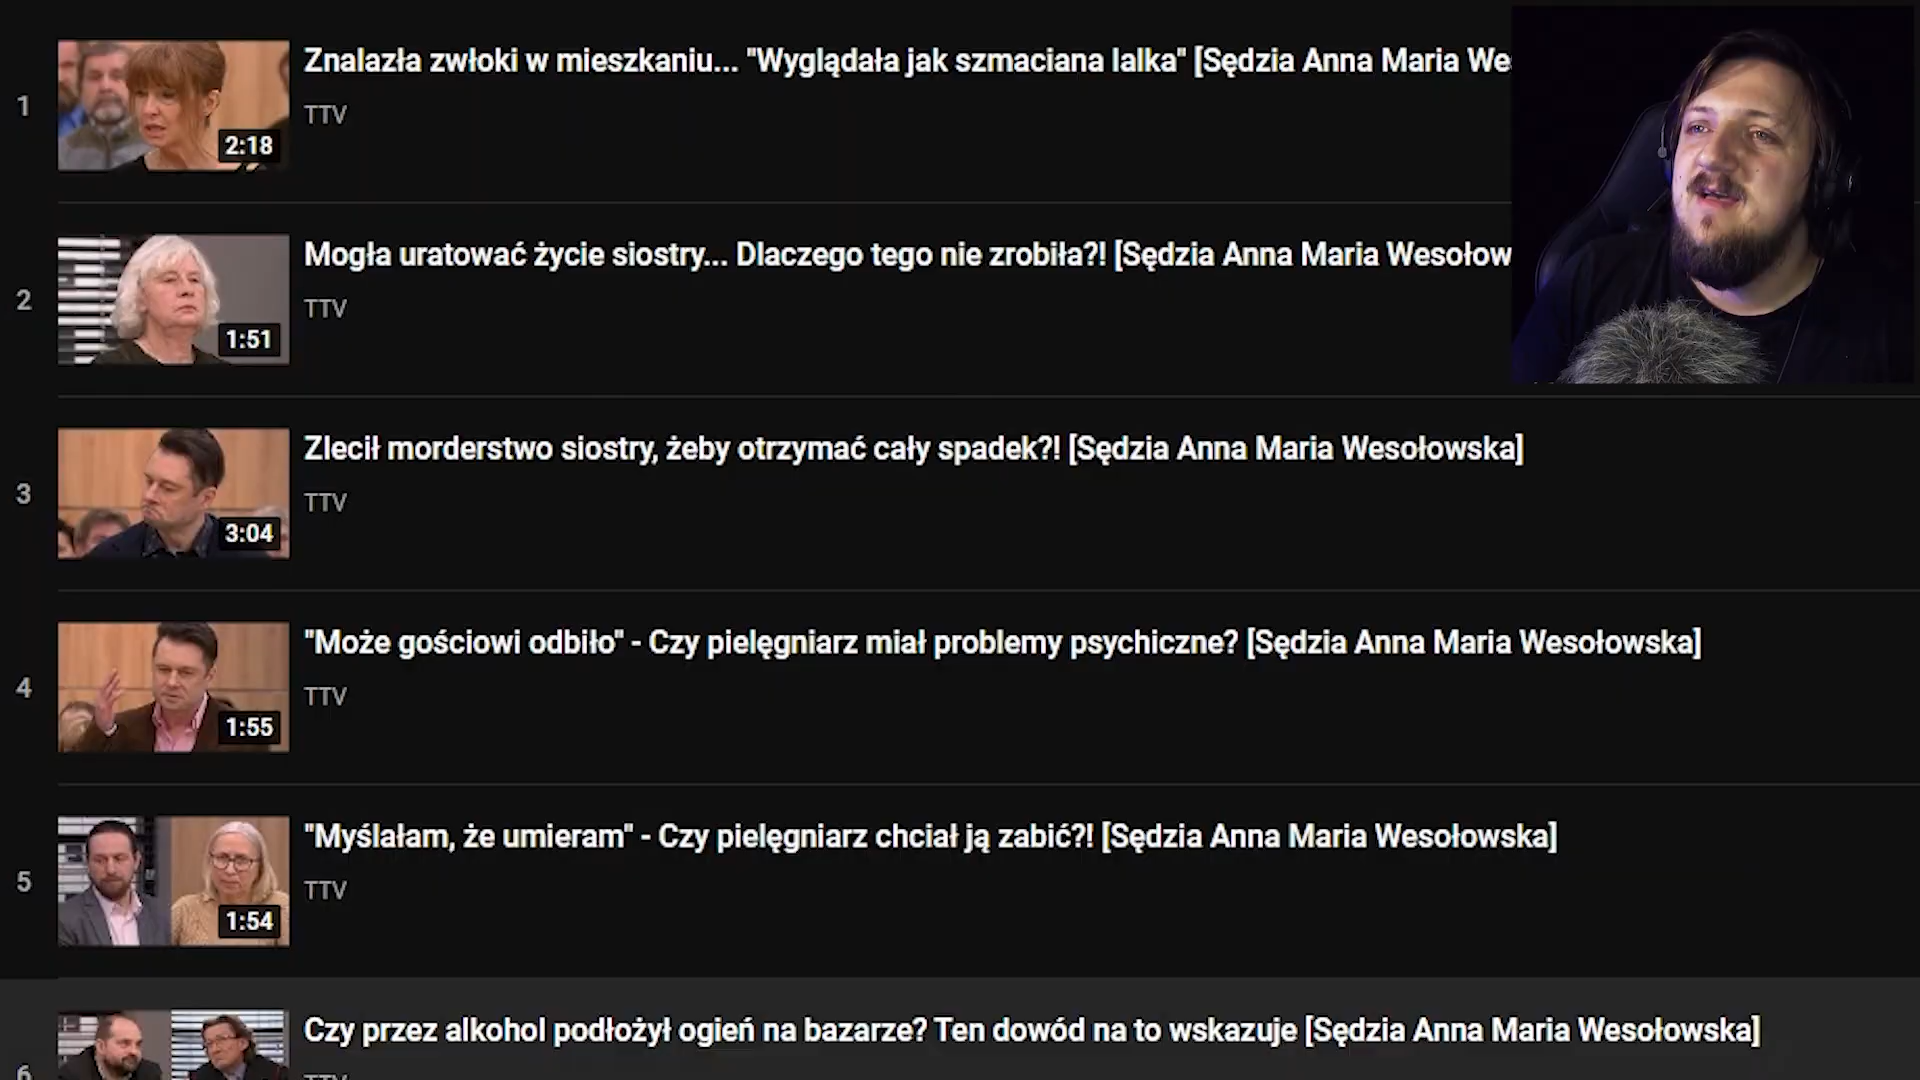 1
Znalazła zwłoki w mieszkaniu... "Wyglądała jak szmaciana lalka" [Sędzia Anna Maria We
TTV
2:18
2
Mogła uratować życie siostry... Dlaczego tego nie zrobiła?! [Sędzia Anna Maria Wesołow
TTV
1:51
3
Zlecił morderstwo siostry, żeby otrzymać cały spadek?! [Sędzia Anna Maria Wesołowska]
TTV
3:04
4
"Może gościowi odbiło" - Czy pielęgniarz miał problemy psychiczne? [Sędzia Anna Maria Wesołowska]
TTV
1:55
5
"Myślałam, że umieram" - Czy pielęgniarz chciał ją zabić?! [Sędzia Anna Maria Wesołowska]
TTV
1:54
6
Czy przez alkohol podłożył ogień na bazarze? Ten dowód na to wskazuje [Sędzia Anna Maria Wesołowska]
TTV